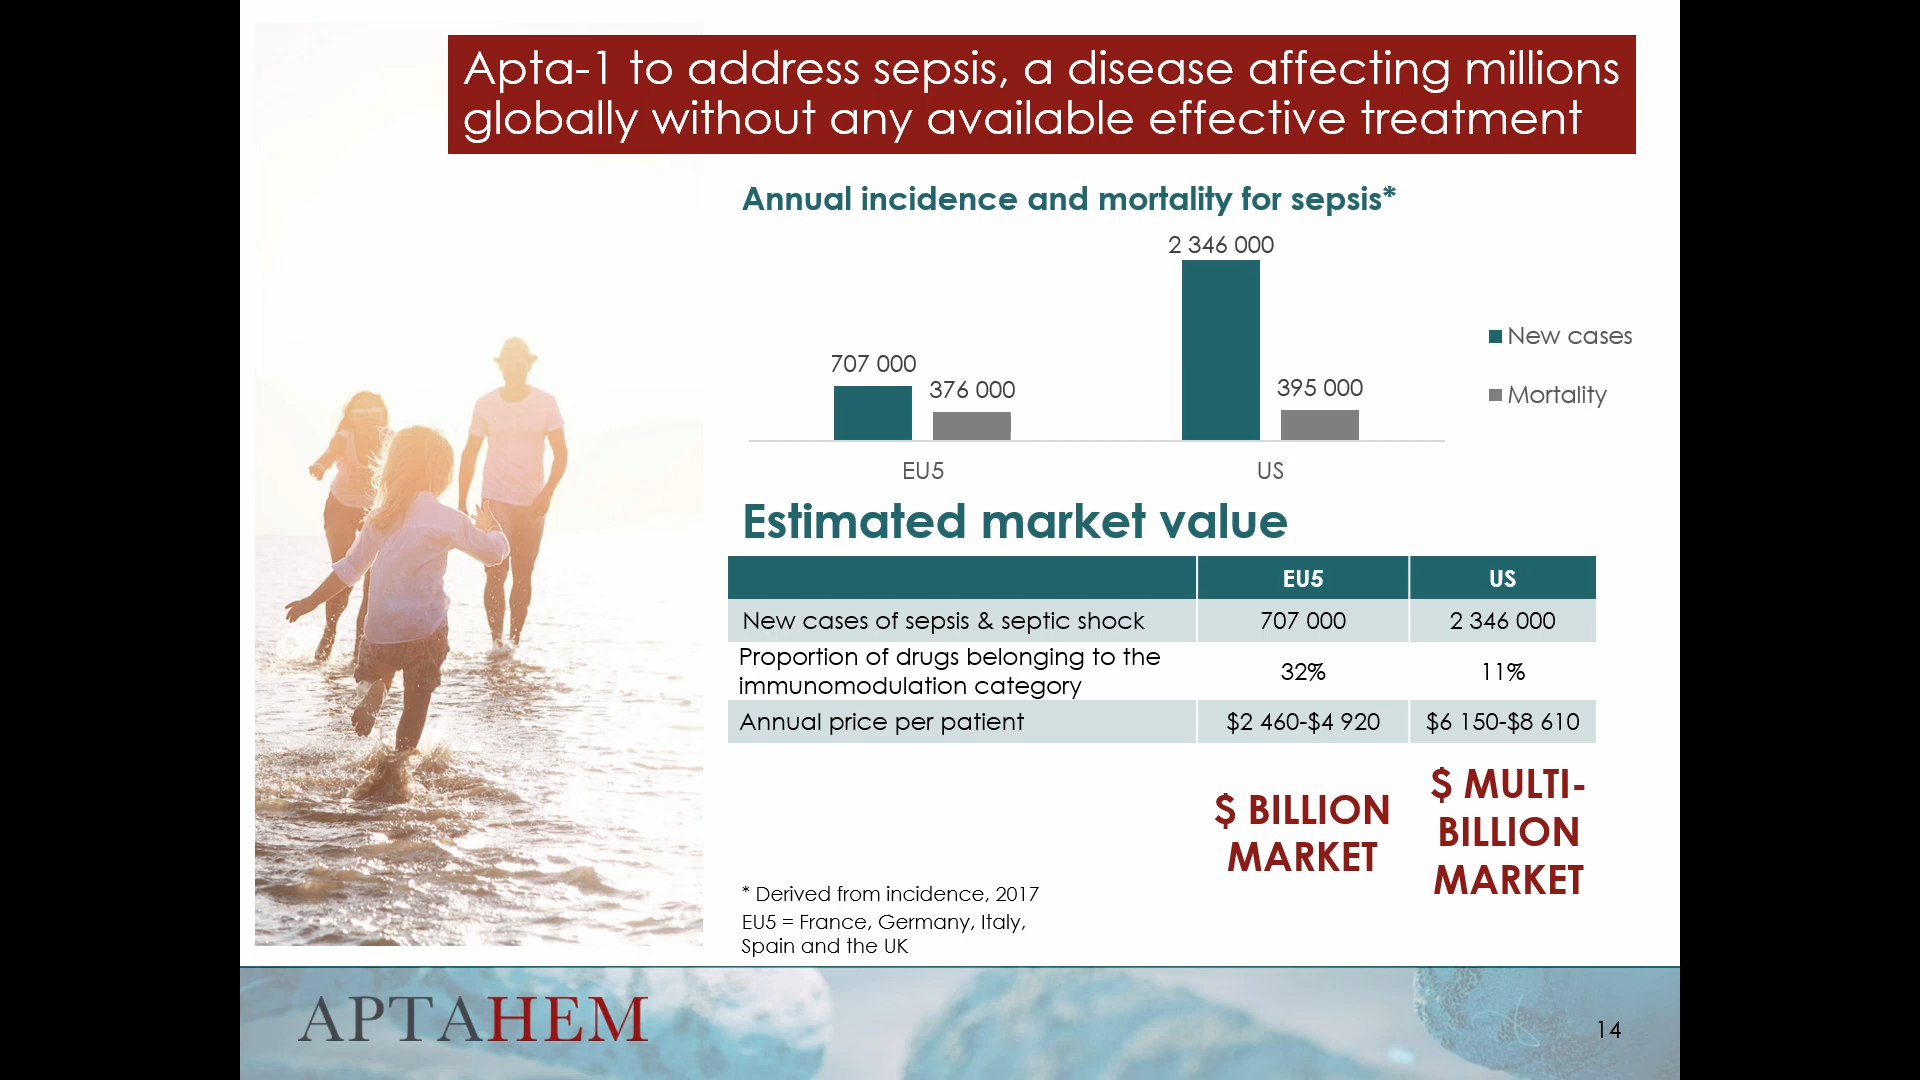 Apta-1 to address sepsis, a disease affecting millions
globally without any available effective treatment
Annual incidence and mortality for sepsis*
2 346 000
707 000
376 000
395 000
New cases
Mortality
EU5
US
Estimated market value
EU5
US
New cases of sepsis & septic shock
707 000
2 346 000
Proportion of drugs belonging to the
immunomodulation category
32%
11%
Annual price per patient
$2 460-$4 920
$6 150-$8 610
$ BILLION
MARKET
$ MULTI-
BILLION
MARKET
* Derived from incidence, 2017
EU5 = France, Germany, Italy,
Spain and the UK
APTAHEM
14